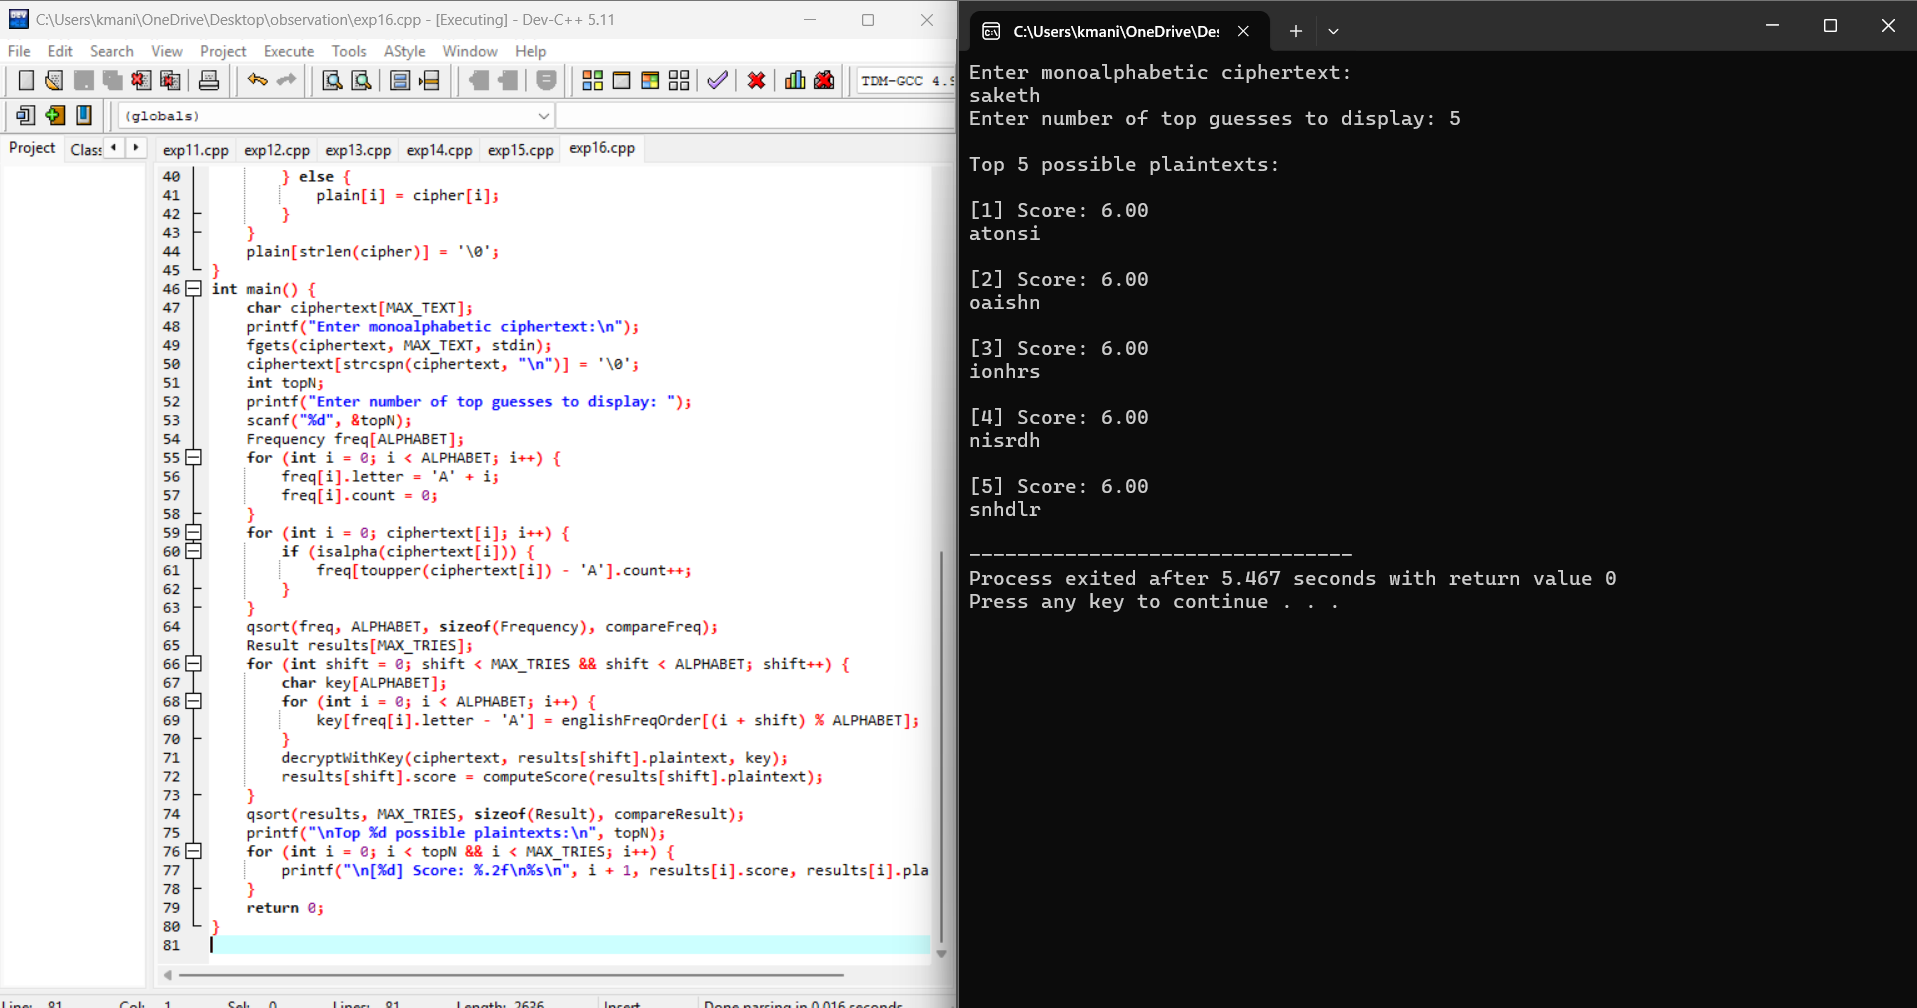 C:\Users\kmani\OneDrive\Desktop\observation\exp16.cpp - [Executing] - Dev-C++ 5.11
File Edit Search View Project Execute Tools AStyle Window Help
TDM-GCC 4.9
(globals)
Project Class
exp11.cpp exp12.cpp exp13.cpp exp14.cpp exp15.cpp exp16.cpp
40 } else {
41 plain[i] = cipher[i];
42 }
43 }
44 plain[strlen(cipher)] = '\0';
45 }
46 int main() {
47 char ciphertext[MAX_TEXT];
48 printf("Enter monoalphabetic ciphertext:\n");
49 fgets(ciphertext, MAX_TEXT, stdin);
50 ciphertext[strcspn(ciphertext, "\n")] = '\0';
51 int topN;
52 printf("Enter number of top guesses to display: ");
53 scanf("%d", &topN);
54 Frequency freq[ALPHABET];
55 for (int i = 0; i < ALPHABET; i++) {
56 freq[i].letter = 'A' + i;
57 freq[i].count = 0;
58 }
59 for (int i = 0; ciphertext[i]; i++) {
60 if (isalpha(ciphertext[i])) {
61 freq[toupper(ciphertext[i]) - 'A'].count++;
62 }
63 }
64 qsort(freq, ALPHABET, sizeof(Frequency), compareFreq);
65 Result results[MAX_TRIES];
66 for (int shift = 0; shift < MAX_TRIES && shift < ALPHABET; shift++) {
67 char key[ALPHABET];
68 for (int i = 0; i < ALPHABET; i++) {
69 key[freq[i].letter - 'A'] = englishFreqOrder[(i + shift) % ALPHABET];
70 }
71 decryptWithKey(ciphertext, results[shift].plaintext, key);
72 results[shift].score = computeScore(results[shift].plaintext);
73 }
74 qsort(results, MAX_TRIES, sizeof(Result), compareResult);
75 printf("\nTop %d possible plaintexts:\n", topN);
76 for (int i = 0; i < topN && i < MAX_TRIES; i++) {
77 printf("\n[%d] Score: %.2f\n%s\n", i + 1, results[i].score, results[i].pla
78 }
79 return 0;
80 }
81
Line: 81 Col: 1 Sel: 0 Lines: 81 Length: 2636 Insert Done parsing in 0.016 seconds
C:\Users\kmani\OneDrive\Des
Enter monoalphabetic ciphertext:
saketh
Enter number of top guesses to display: 5
Top 5 possible plaintexts:
[1] Score: 6.00
atonsi
[2] Score: 6.00
oaishn
[3] Score: 6.00
ionhrs
[4] Score: 6.00
nisrdh
[5] Score: 6.00
snhdlr
--------------------------------
Process exited after 5.467 seconds with return value 0
Press any key to continue . . .